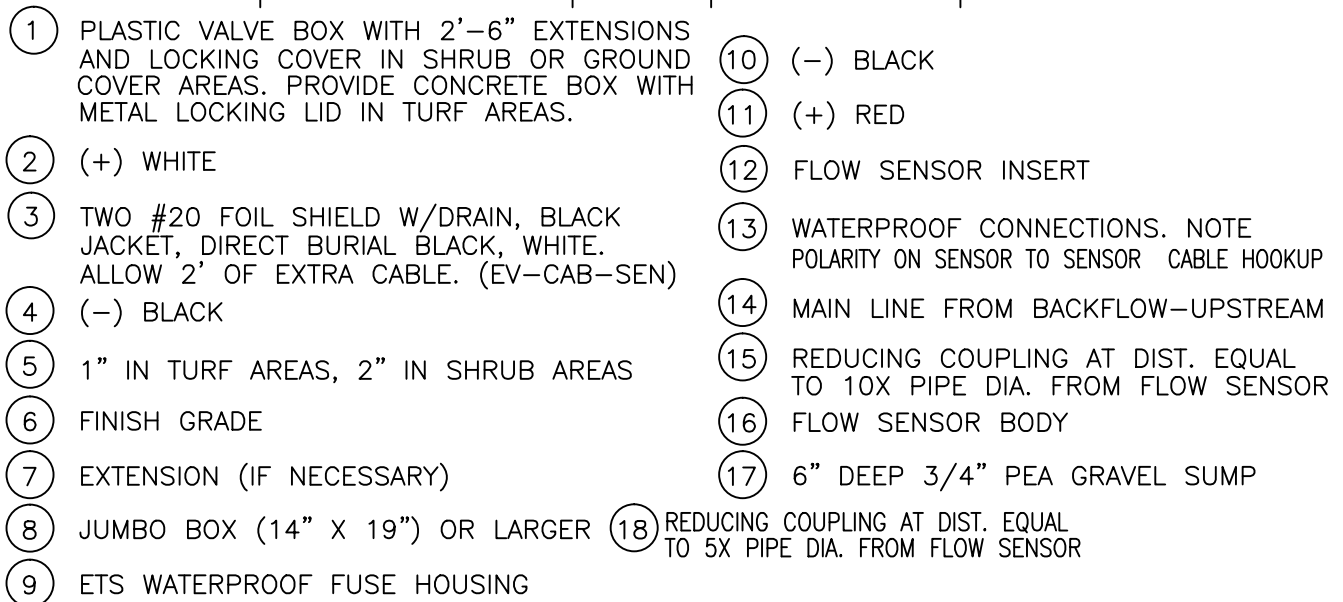 1 PLASTIC VALVE BOX WITH 2'-6" EXTENSIONS
AND LOCKING COVER IN SHRUB OR GROUND
COVER AREAS. PROVIDE CONCRETE BOX WITH
METAL LOCKING LID IN TURF AREAS.
2 (+) WHITE
3 TWO #20 FOIL SHIELD W/DRAIN, BLACK
JACKET, DIRECT BURIAL BLACK, WHITE.
ALLOW 2' OF EXTRA CABLE. (EV-CAB-SEN)
4 (-) BLACK
5 1" IN TURF AREAS, 2" IN SHRUB AREAS
6 FINISH GRADE
7 EXTENSION (IF NECESSARY)
8 JUMBO BOX (14" X 19") OR LARGER
9 ETS WATERPROOF FUSE HOUSING
10 (-) BLACK
11 (+) RED
12 FLOW SENSOR INSERT
13 WATERPROOF CONNECTIONS. NOTE
POLARITY ON SENSOR TO SENSOR CABLE HOOKUP
14 MAIN LINE FROM BACKFLOW-UPSTREAM
15 REDUCING COUPLING AT DIST. EQUAL
TO 10X PIPE DIA. FROM FLOW SENSOR
16 FLOW SENSOR BODY
17 6" DEEP 3/4" PEA GRAVEL SUMP
18 REDUCING COUPLING AT DIST. EQUAL
TO 5X PIPE DIA. FROM FLOW SENSOR